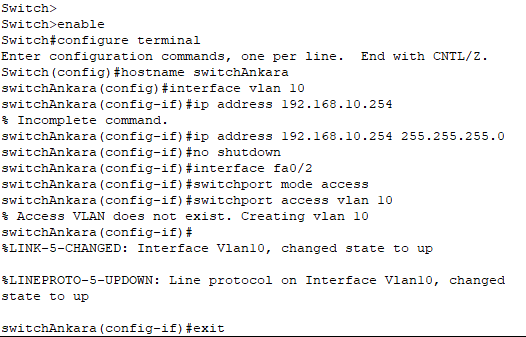 Switch>
Switch>enable
Switch#configure terminal
Enter configuration commands, one per line.  End with CNTL/Z.
Switch(config)#hostname switchAnkara
switchAnkara(config)#interface vlan 10
switchAnkara(config-if)#ip address 192.168.10.254
% Incomplete command.
switchAnkara(config-if)#ip address 192.168.10.254 255.255.255.0
switchAnkara(config-if)#no shutdown
switchAnkara(config-if)#interface fa0/2
switchAnkara(config-if)#switchport mode access
switchAnkara(config-if)#switchport access vlan 10
% Access VLAN does not exist. Creating vlan 10
switchAnkara(config-if)#
%LINK-5-CHANGED: Interface Vlan10, changed state to up
%LINEPROTO-5-UPDOWN: Line protocol on Interface Vlan10, changed
state to up
switchAnkara(config-if)#exit